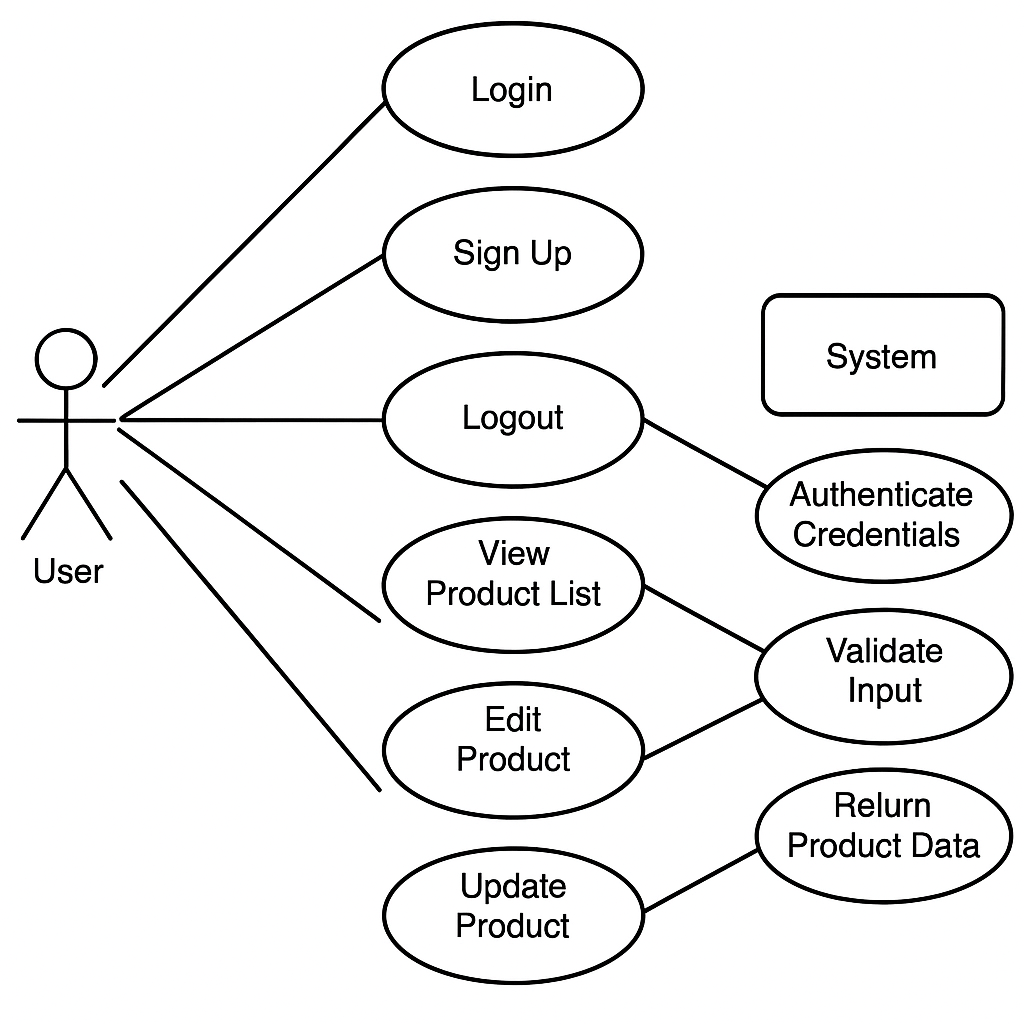 Login
Sign Up
System
Logout
Authenticate
Credentials
View
Product List
User
Validate
Input
Edit
Product
Relurn
Product Data
Update
Product